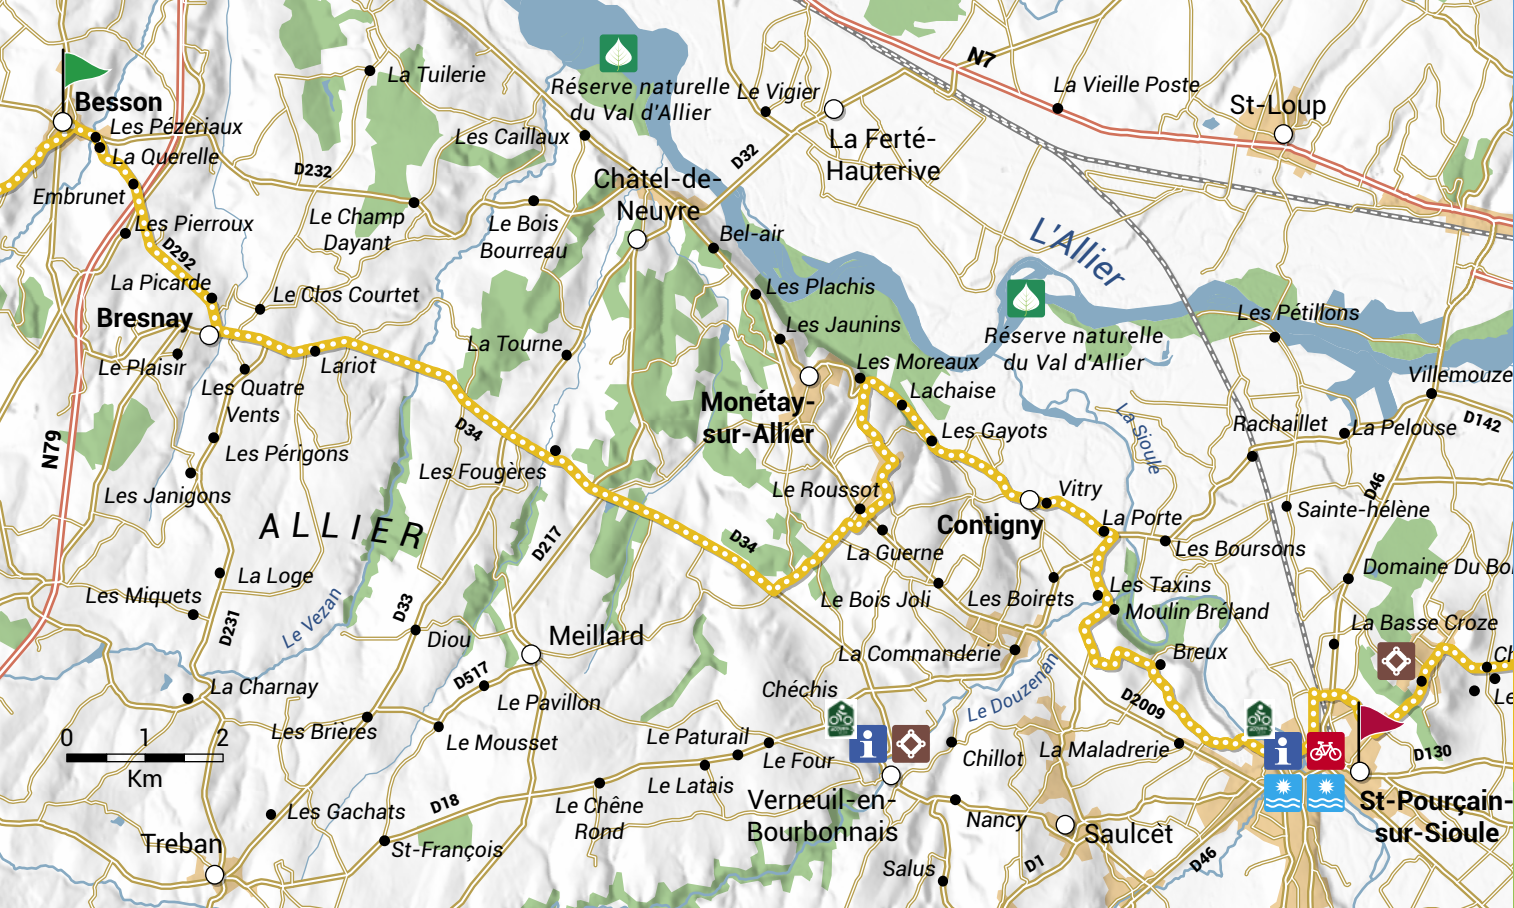 N7
La Tuilerie
Réserve naturelle
du Val d'Allier
Le Vigier
La Vieille Poste
Besson
St-Loup
Les Pézeriaux
Les Caillaux
La Ferté-
Hauterive
La Querelle
D32
D232
Embrunet
Châtel-de-
Neuvre
Les Pierroux
Le Champ
Dayant
Le Bois
Bourreau
Bel-air
L'Allier
D292
La Picarde
Le Clos Courtet
Les Plachis
Bresnay
Les Jaunins
Les Pétillons
Réserve naturelle
du Val d'Allier
La Tourne
Le Plaisir
Lariot
Les Moreaux
Les Quatre
Vents
Lachaise
Villemouze
Monétay-
sur-Allier
La Sioule
D34
Les Gayots
Rachaillet
La Pelouse
D142
N79
Les Périgons
Les Fougères
Le Roussot
Vitry
D46
Les Janigons
Contigny
La Porte
Sainte-hélène
ALLIER
D217
D34
La Guerne
Les Boursons
La Loge
Domaine Du Bo
Les Miquets
Le Vezan
D33
Le Bois Joli
Les Boirets
Les Taxins
Moulin Bréland
D231
Diou
Meillard
La Basse Croze
La Commanderie
Breux
Ch
D517
La Charnay
Le Pavillon
Chéchis
Le Douzenan
D2009
Le
Les Brières
Le Mousset
Le Paturail
0 1 2
Km
Le Four
Chillot
La Maladrerie
D130
Le Latais
Les Gachats
D18
Le Chêne
Rond
Verneuil-en-
Bourbonnais
Nancy
St-Pourçain-
sur-Sioule
Treban
St-François
Saulcèt
D1
D46
Salus